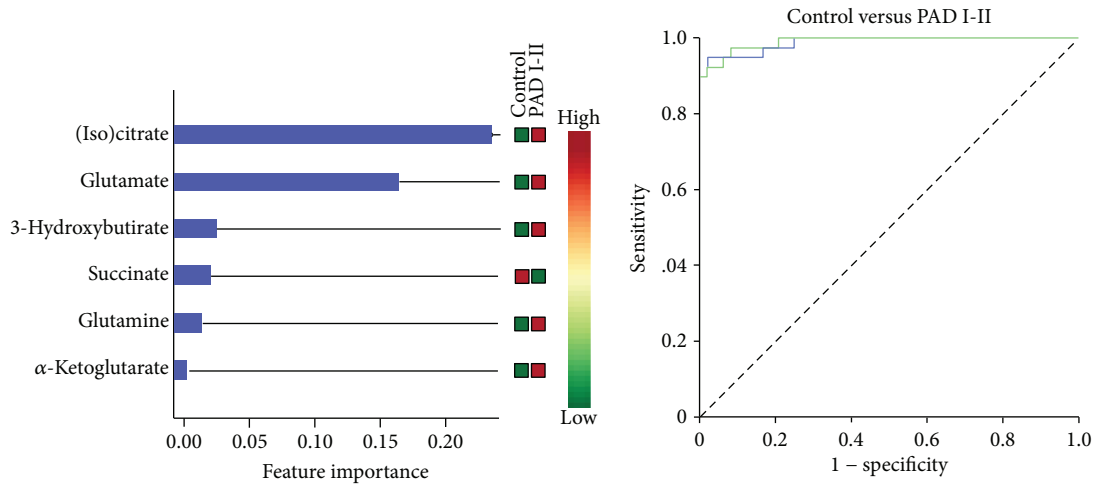 Control
PAD I-II
High
(Iso)citrate
Glutamate
3-Hydroxybutirate
Succinate
Glutamine
α-Ketoglutarate
Low
0.00 0.05 0.10 0.15 0.20
Feature importance
Control versus PAD I-II
1.0
0.8
0.6
.04
0.2
0
Sensitivity
0 0.2 0.4 0.6 0.8 1.0
1 − specificity